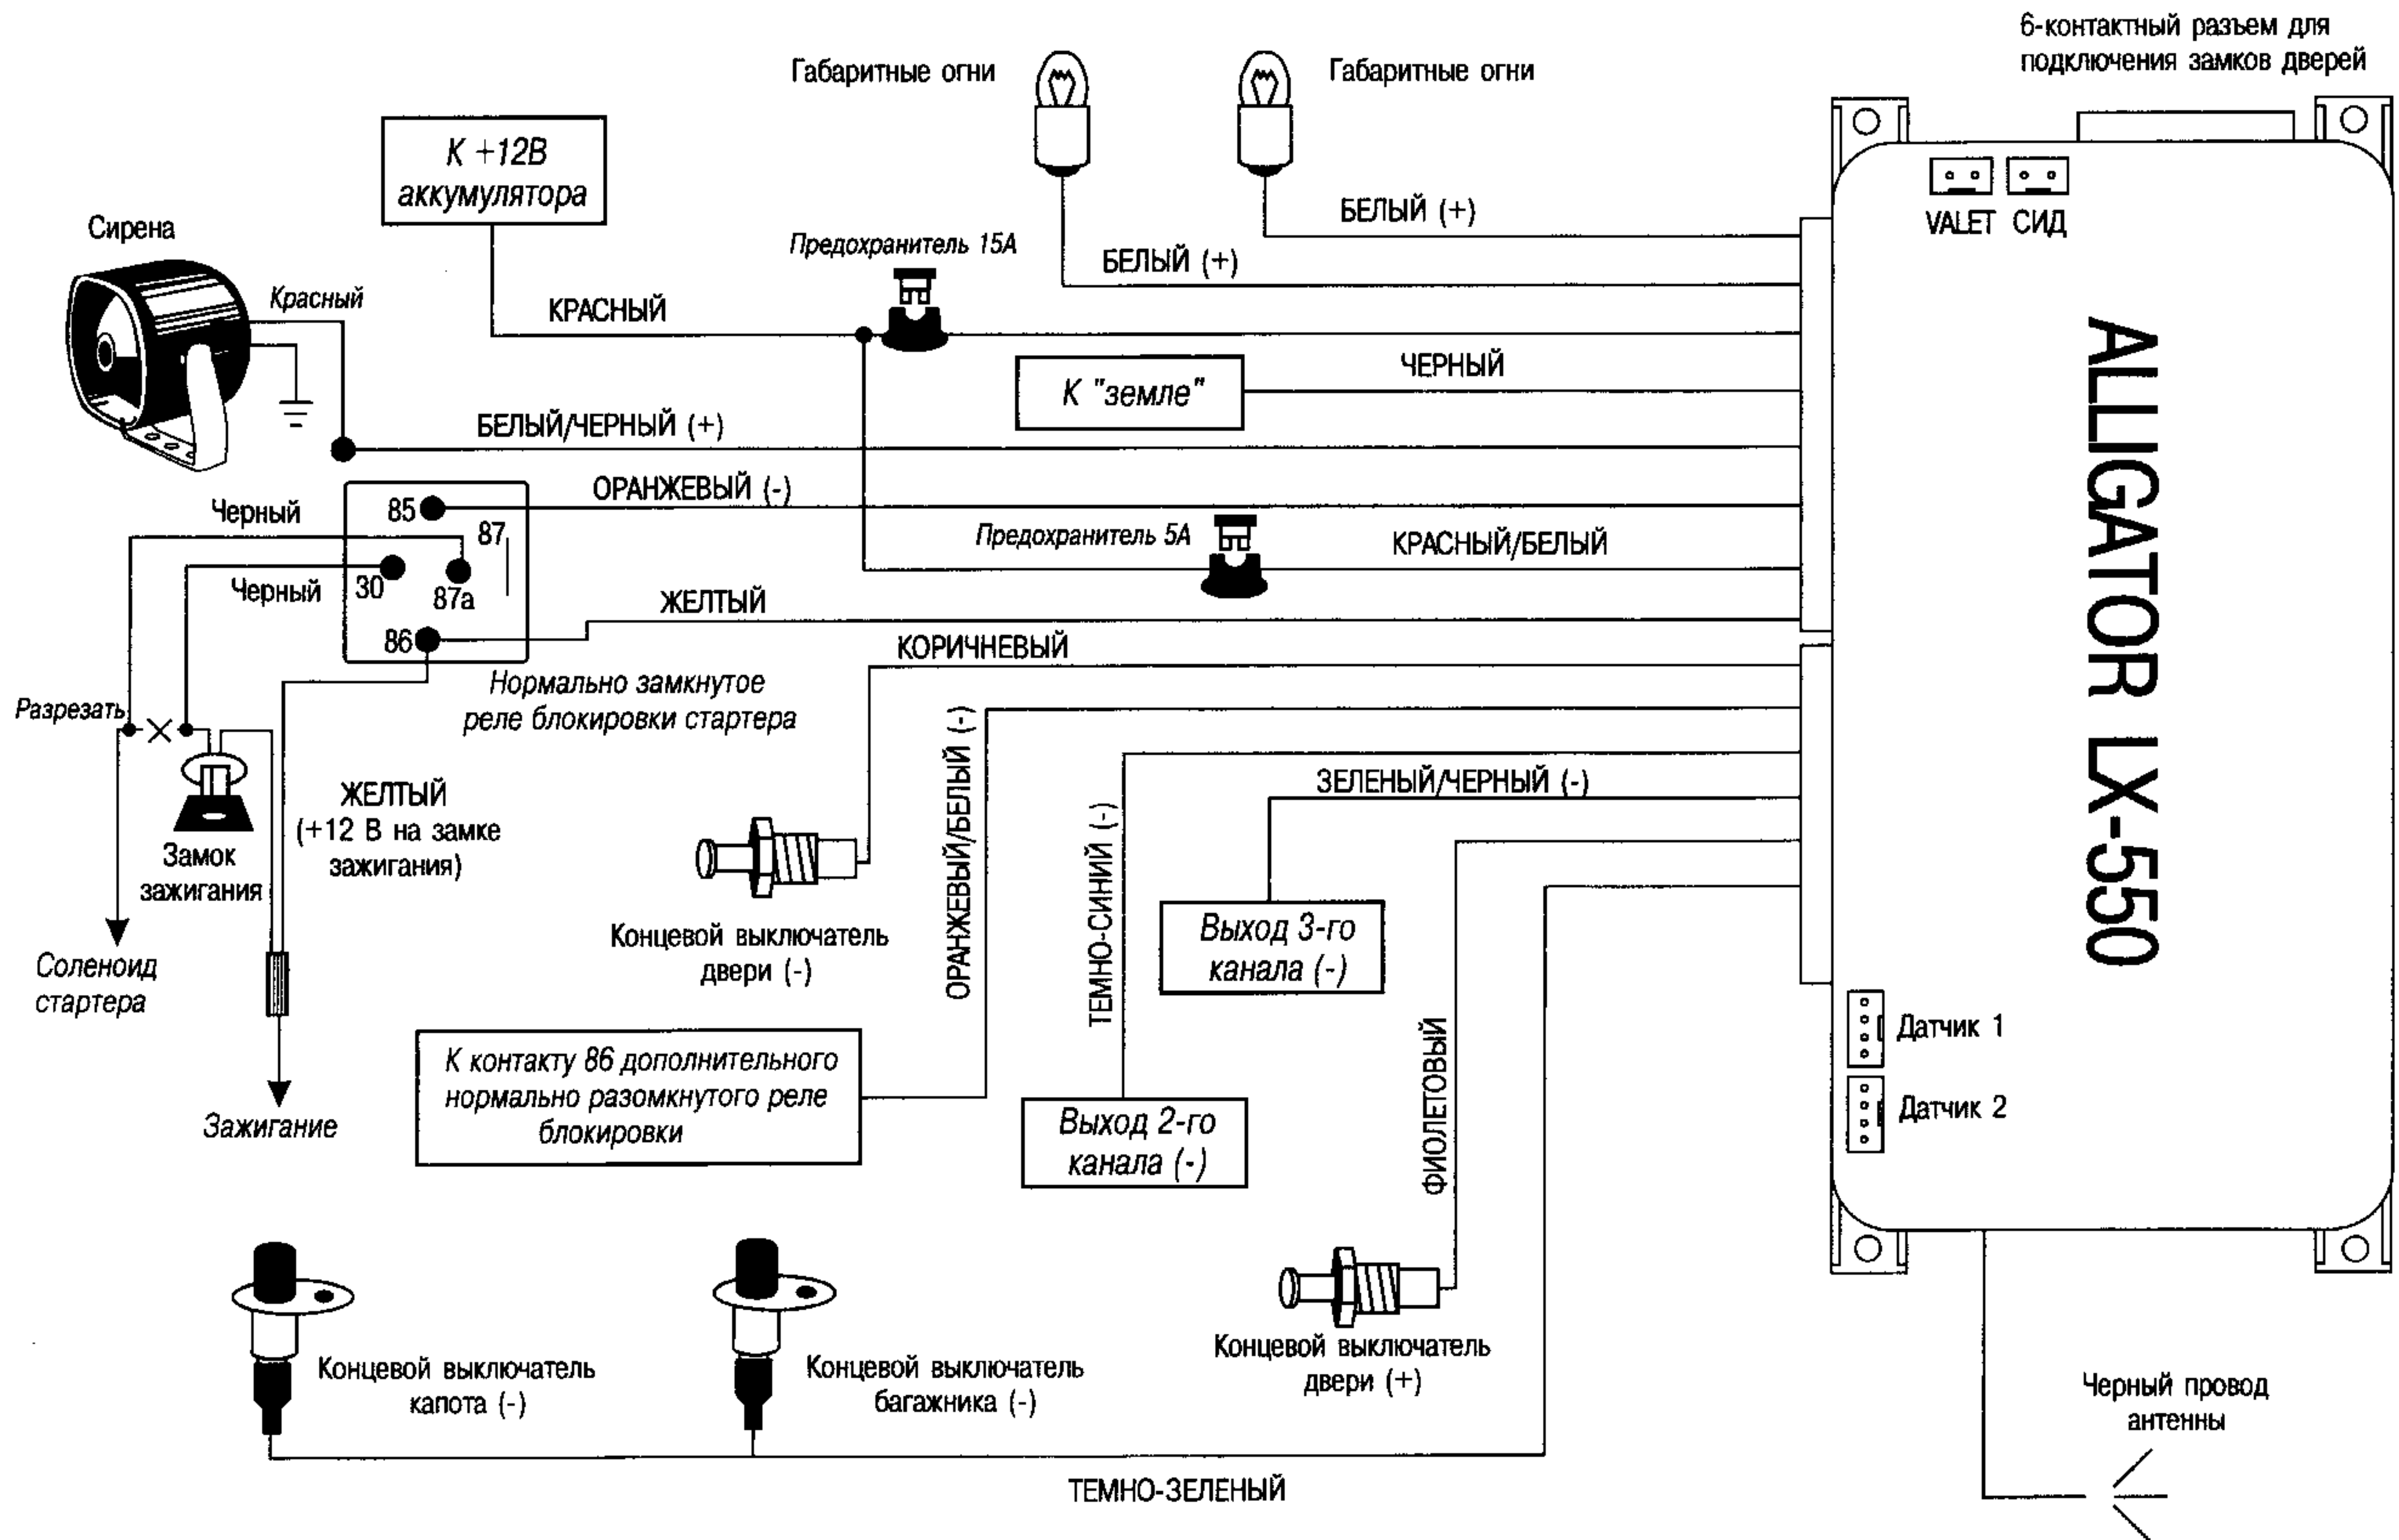 6-контактный разъем для
подключения замков дверей
Габаритные огни
Габаритные огни
К +12В
аккумулятора
Сирена
Красный
Предохранитель 15А
БЕЛЫЙ (+)
БЕЛЫЙ (+)
VALET СИД
КРАСНЫЙ
ЧЕРНЫЙ
К "земле"
БЕЛЫЙ/ЧЕРНЫЙ (+)
ОРАНЖЕВЫЙ (-)
Черный
85
87
Предохранитель 5А
КРАСНЫЙ/БЕЛЫЙ
Черный
30
87а
ЖЕЛТЫЙ
86
КОРИЧНЕВЫЙ
Нормально замкнутое
реле блокировки стартера
Разрезать
ALLIGATOR LX-550
ЖЕЛТЫЙ
(+12 В на замке
зажигания)
Замок
зажигания
ОРАНЖЕВЫЙ/БЕЛЫЙ (-)
ТЕМНО-СИНИЙ (-)
ЗЕЛЕНЫЙ/ЧЕРНЫЙ (-)
Концевой выключатель
двери (-)
Выход 3-го
канала (-)
Соленоид
стартера
Датчик 1
Датчик 2
ФИОЛЕТОВЫЙ
К контакту 86 дополнительного
нормально разомкнутого реле
блокировки
Выход 2-го
канала (-)
Зажигание
Концевой выключатель
капота (-)
Концевой выключатель
багажника (-)
Концевой выключатель
двери (+)
Черный провод
антенны
ТЕМНО-ЗЕЛЕНЫЙ